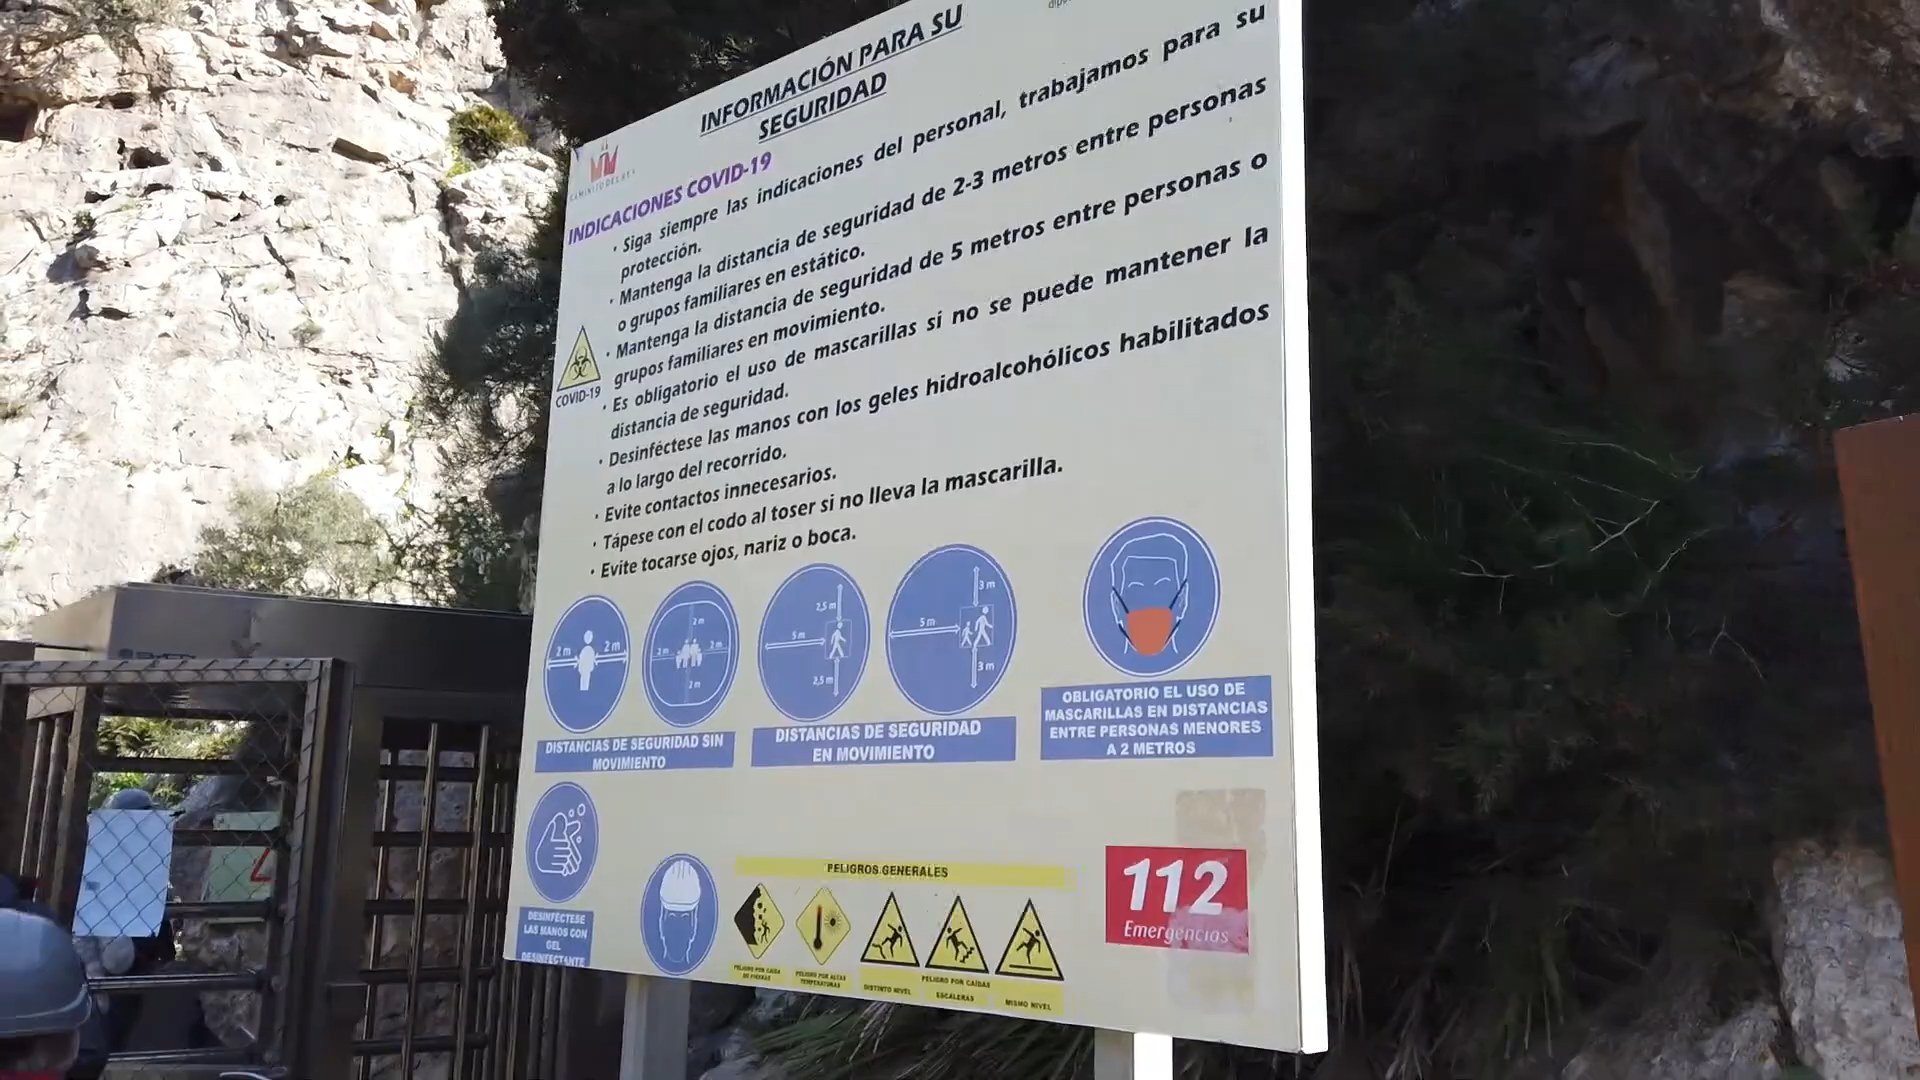 INFORMACIÓN PARA SU
SEGURIDAD
CAMINITO DEL REY
INDICACIONES COVID-19
· Siga siempre las indicaciones del personal, trabajamos para su
protección.
· Mantenga la distancia de seguridad de 2-3 metros entre personas
o grupos familiares en estático.
· Mantenga la distancia de seguridad de 5 metros entre personas o
grupos familiares en movimiento.
· Es obligatorio el uso de mascarillas si no se puede mantener la
distancia de seguridad.
· Desinféctese las manos con los geles hidroalcohólicos habilitados
a lo largo del recorrido.
· Evite contactos innecesarios.
· Tápese con el codo al toser si no lleva la mascarilla.
· Evite tocarse ojos, nariz o boca.
COVID-19
2 m 2 m
2 m
2 m 2 m
2 m
2,5 m
5 m
2,5 m
3 m
5 m
3 m
DISTANCIAS DE SEGURIDAD SIN
MOVIMIENTO
DISTANCIAS DE SEGURIDAD
EN MOVIMIENTO
OBLIGATORIO EL USO DE
MASCARILLAS EN DISTANCIAS
ENTRE PERSONAS MENORES
A 2 METROS
DESINFÉCTESE
LAS MANOS CON
GEL
DESINFECTANTE
PELIGROS GENERALES
PELIGRO POR CAIDA
DE PIEDRAS
PELIGRO POR ALTAS
TEMPERATURAS
PELIGRO POR CAÍDAS
DISTINTO NIVEL
ESCALERAS
MISMO NIVEL
112
Emergencias